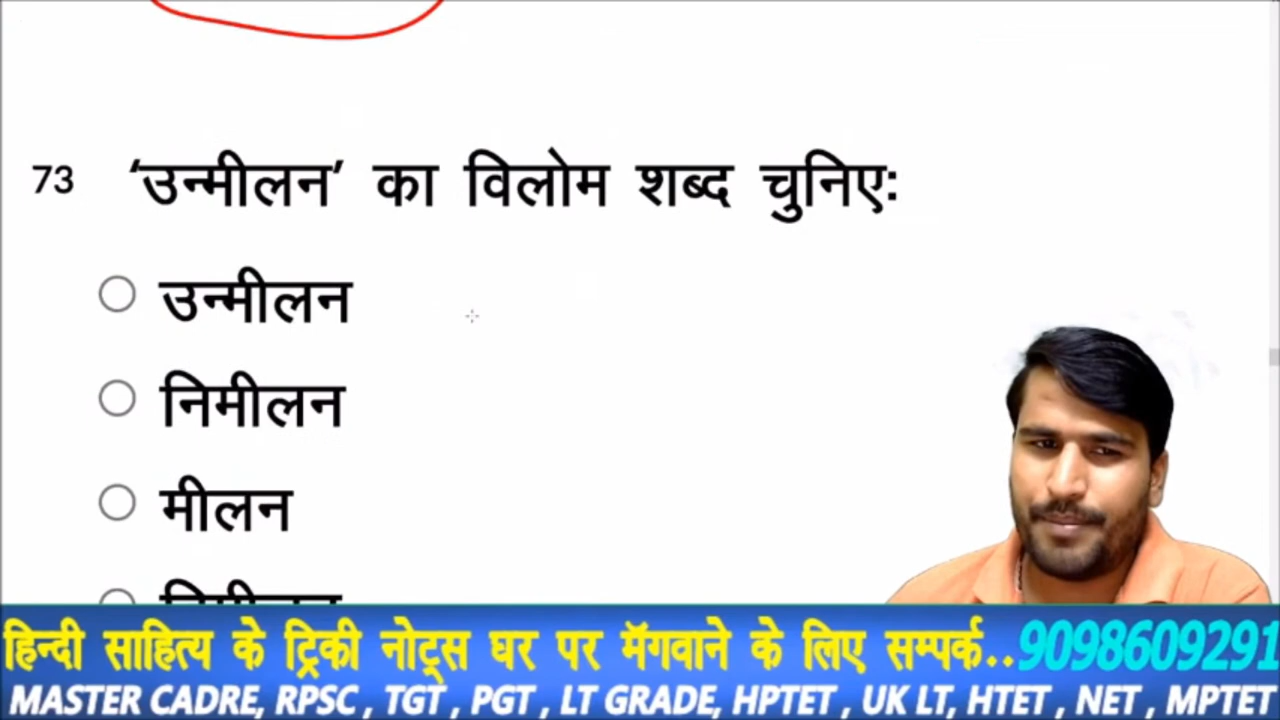 73 ‘उन्मीलन’ का विलोम शब्द चुनिए:
उन्मीलन
निमीलन
मीलन
हिन्दी साहित्य के ट्रिकी नोट्स घर पर मॅगवाने के लिए सम्पर्क..9098609291
MASTER CADRE, RPSC , TGT , PGT , LT GRADE, HPTET , UK LT, HTET , NET , MPTET